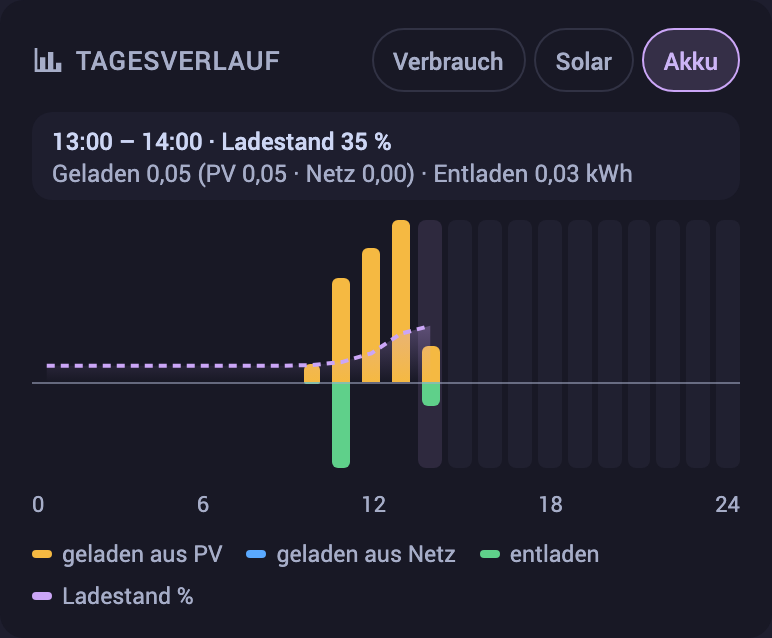 TAGESVERLAUF Verbrauch Solar Akku
13:00 – 14:00 · Ladestand 35 %
Geladen 0,05 (PV 0,05 · Netz 0,00) · Entladen 0,03 kWh
0 6 12 18 24
geladen aus PV geladen aus Netz entladen
Ladestand %